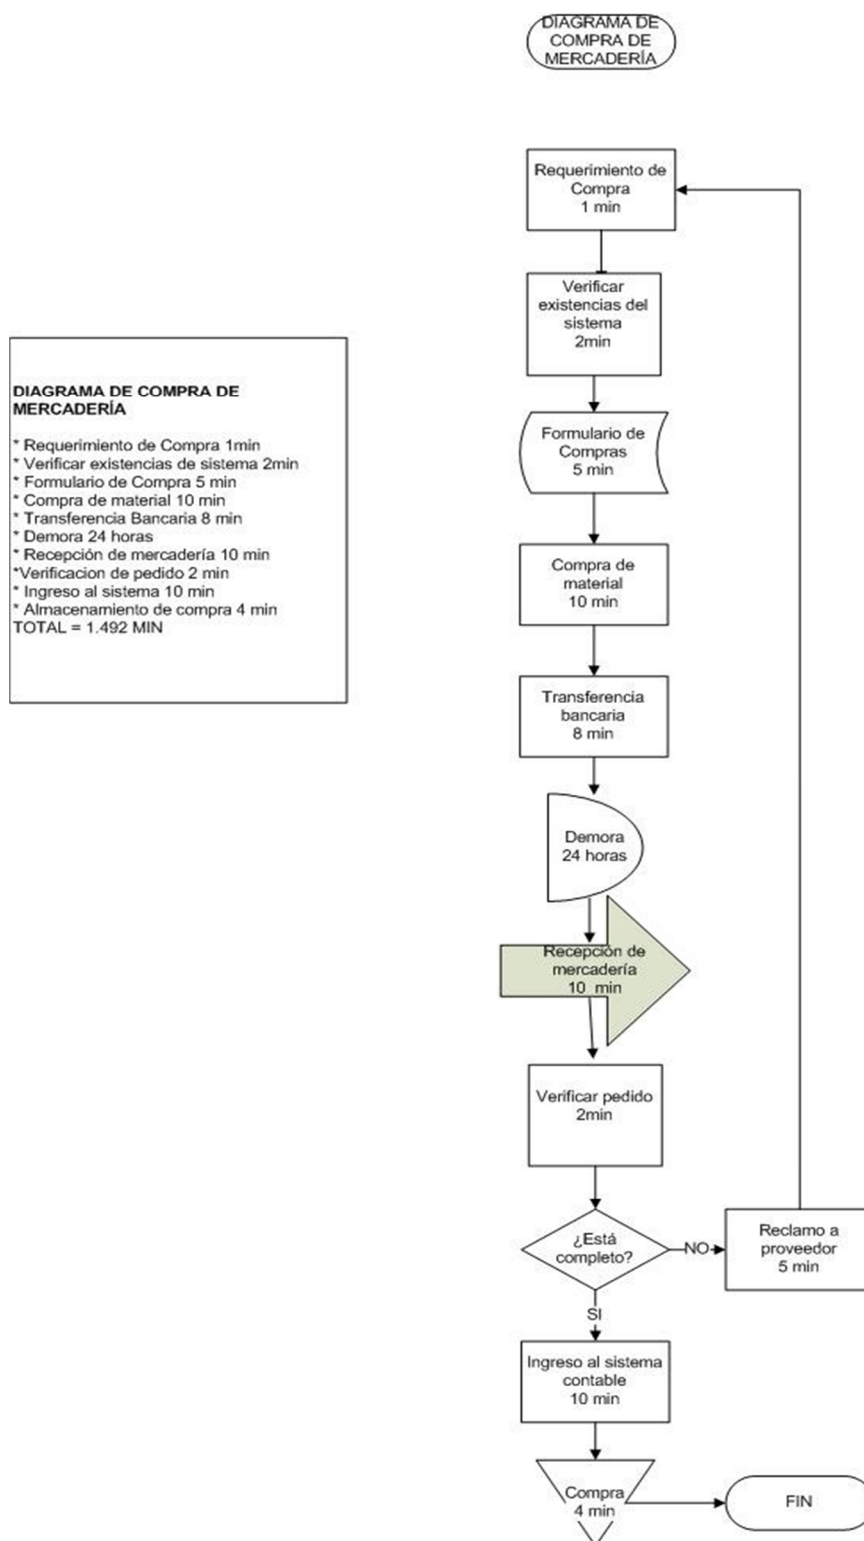 DIAGRAMA DE
COMPRA DE
MERCADERÍA
Requerimiento de
Compra
1 min
Verificar
existencias del
sistema
2min
DIAGRAMA DE COMPRA DE
MERCADERÍA
* Requerimiento de Compra 1min
* Verificar existencias de sistema 2min
* Formulario de Compra 5 min
* Compra de material 10 min
* Transferencia Bancaria 8 min
* Demora 24 horas
* Recepción de mercadería 10 min
*Verificacion de pedido 2 min
* Ingreso al sistema 10 min
* Almacenamiento de compra 4 min
TOTAL = 1.492 MIN
Formulario de
Compras
5 min
Compra de
material
10 min
Transferencia
bancaria
8 min
Demora
24 horas
Recepción de
mercadería
10 min
Verificar pedido
2min
¿Está
completo?
NO
Reclamo a
proveedor
5 min
SI
Ingreso al sistema
contable
10 min
Compra
4 min
FIN